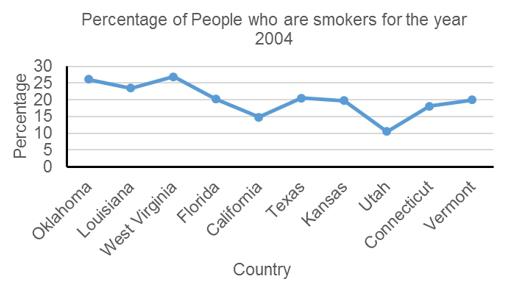 Percentage of People who are smokers for the year
2004
Percentage
30
25
20
15
10
5
0
Oklahoma
Louisiana
West Virginia
Florida
California
Texas
Kansas
Utah
Connecticut
Vermont
Country